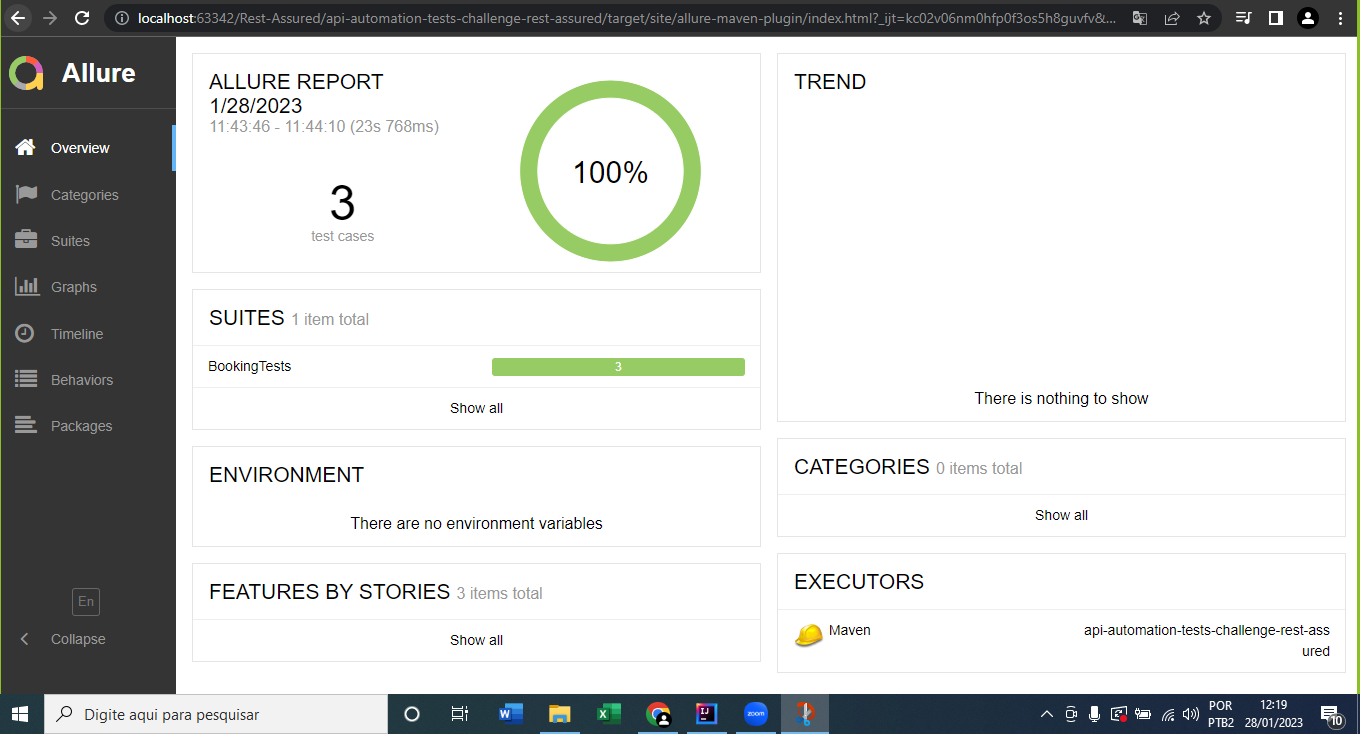 localhost:63342/Rest-Assured/api-automation-tests-challenge-rest-assured/target/site/allure-maven-plugin/index.html?_ijt=kc02v06nm0hfp0f3os5h8guvfv&...
Allure
Overview
Categories
Suites
Graphs
Timeline
Behaviors
Packages
En
Collapse
ALLURE REPORT
1/28/2023
11:43:46 - 11:44:10 (23s 768ms)
3
test cases
100%
SUITES 1 item total
BookingTests 3
Show all
ENVIRONMENT
There are no environment variables
FEATURES BY STORIES 3 items total
Show all
TREND
There is nothing to show
CATEGORIES 0 items total
Show all
EXECUTORS
Maven api-automation-tests-challenge-rest-ass
ured
Digite aqui para pesquisar
W
X
IJ
zoom
POR
PTB2
12:19
28/01/2023
10